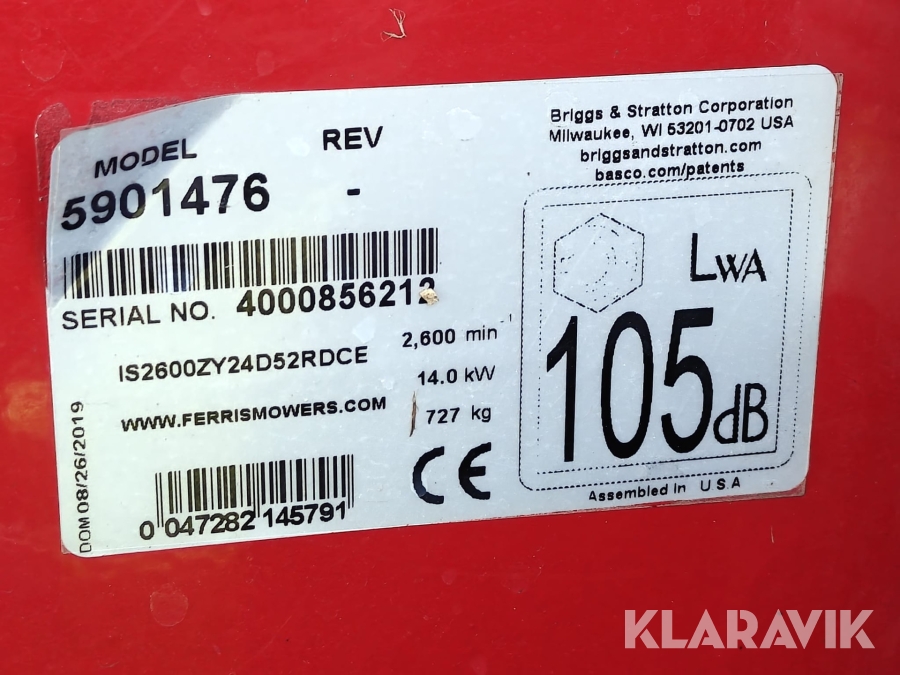 MODEL REV
5901476 -
SERIAL NO. 4000856212
IS2600ZY24D52RDCE
WWW.FERRISMOWERS.COM
2,600 min⁻¹
14.0 kW
727 kg
DOM 08/26/2019
0 047282 145791
CE
Briggs & Stratton Corporation
Milwaukee, WI 53201-0702 USA
briggsandstratton.com
basco.com/patents
LWA
105dB
Assembled In USA
KLARAVIK